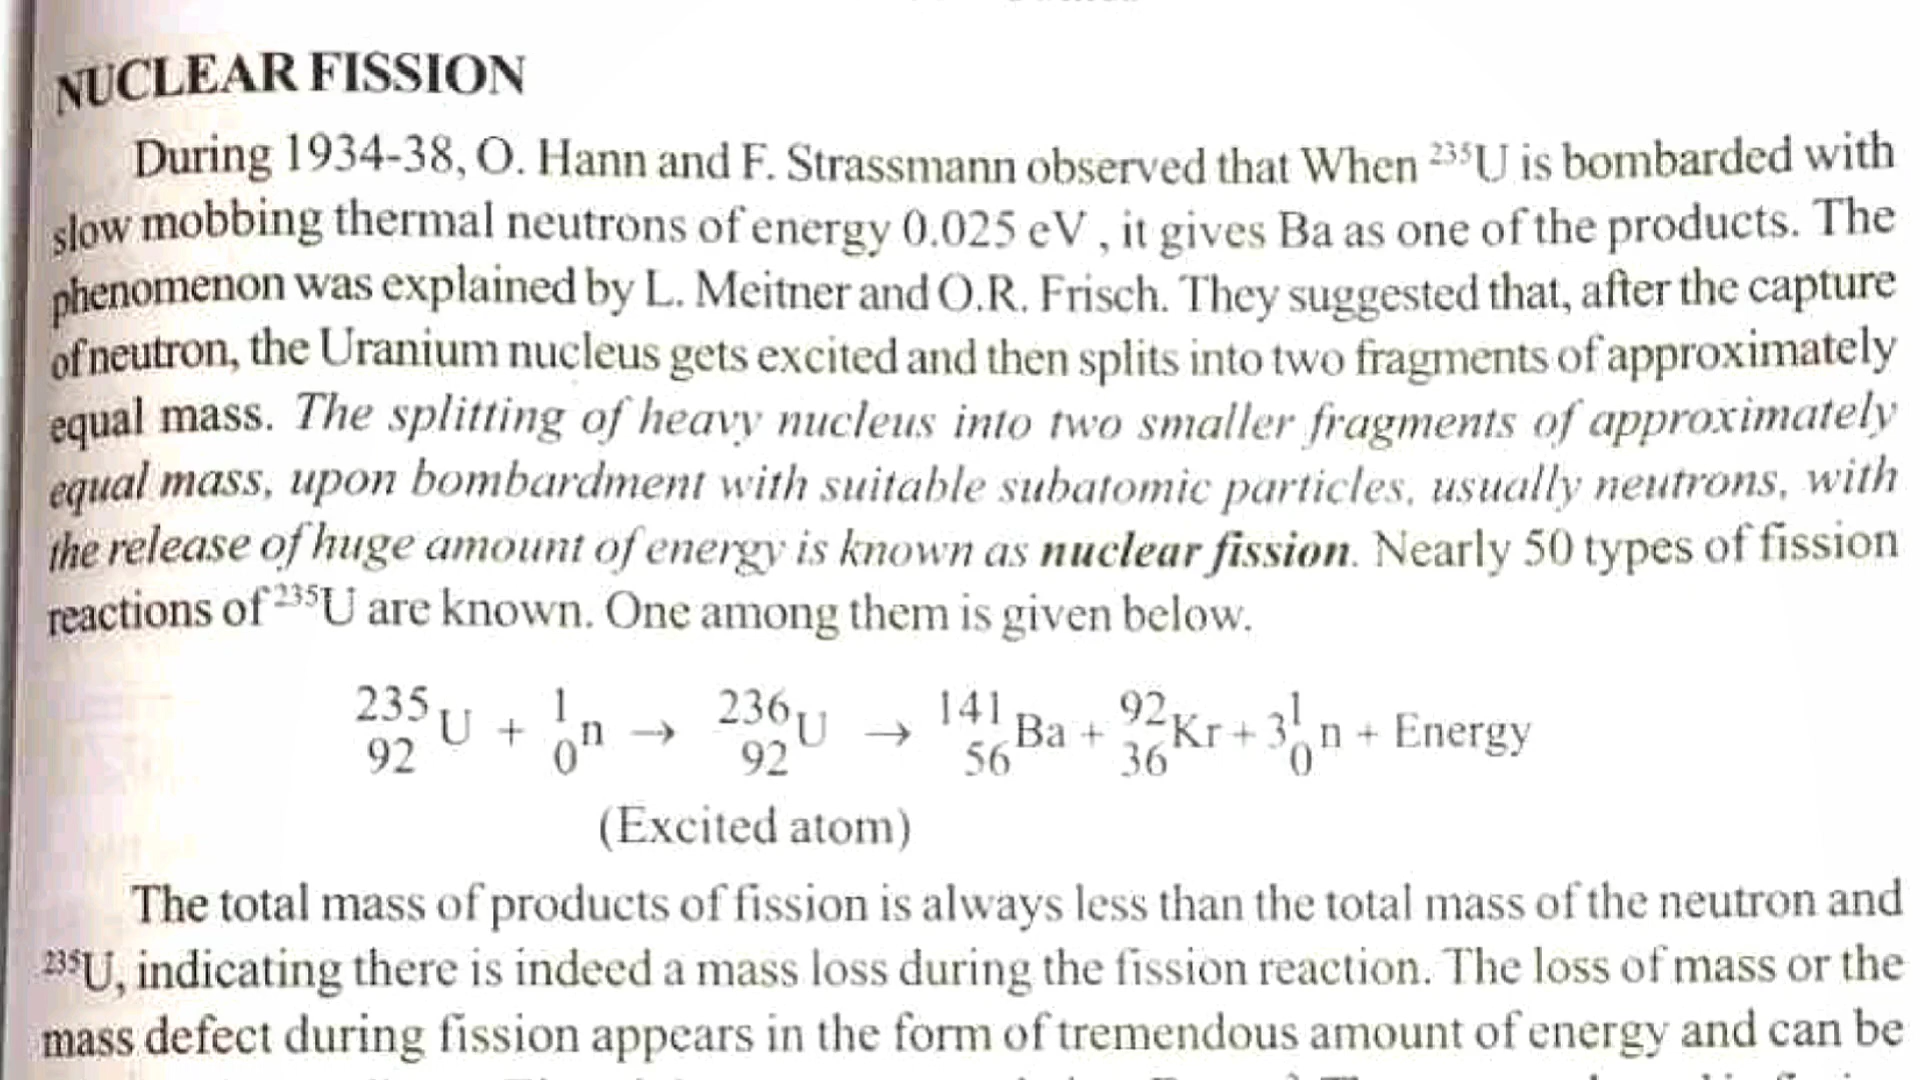 NUCLEAR FISSION
During 1934-38, O. Hann and F. Strassmann observed that When ²³⁵U is bombarded with
slow mobbing thermal neutrons of energy 0.025 eV , it gives Ba as one of the products. The
phenomenon was explained by L. Meitner and O.R. Frisch. They suggested that, after the capture
of neutron, the Uranium nucleus gets excited and then splits into two fragments of approximately
equal mass. The splitting of heavy nucleus into two smaller fragments of approximately
equal mass, upon bombardment with suitable subatomic particles, usually neutrons, with
the release of huge amount of energy is known as nuclear fission. Nearly 50 types of fission
reactions of ²³⁵U are known. One among them is given below.
²³⁵₉₂U + ¹₀n → ²³⁶₉₂U → ¹⁴¹₅₆Ba + ⁹²₃₆Kr + 3¹₀n + Energy
(Excited atom)
The total mass of products of fission is always less than the total mass of the neutron and
²³⁵U, indicating there is indeed a mass loss during the fission reaction. The loss of mass or the
mass defect during fission appears in the form of tremendous amount of energy and can be